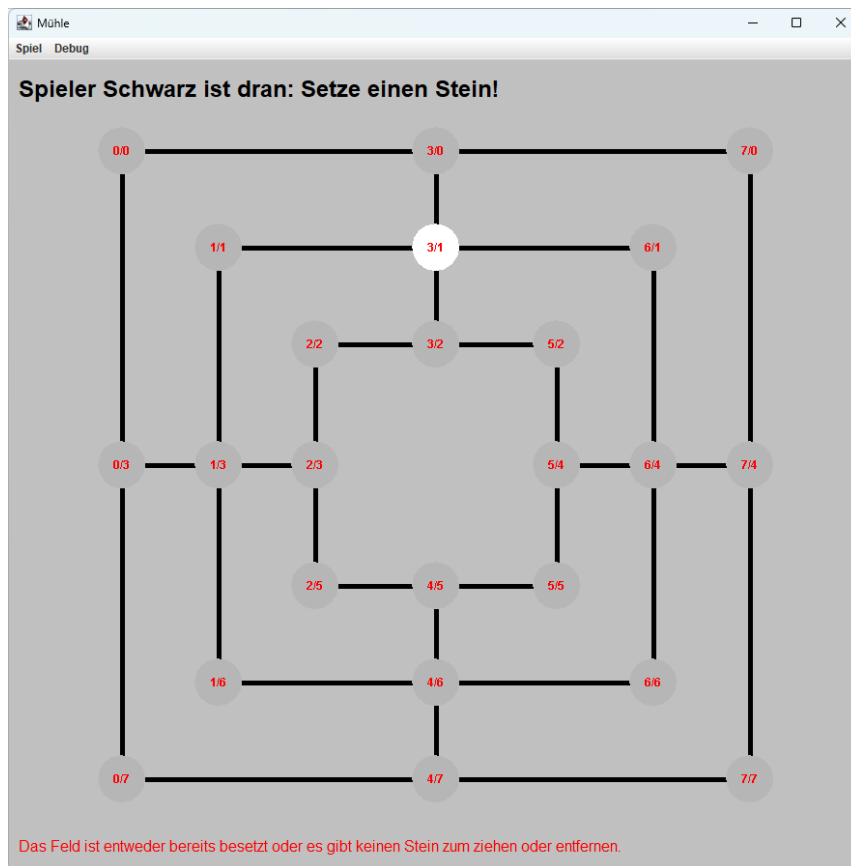 Mühle
Spiel Debug
Spieler Schwarz ist dran: Setze einen Stein!
0/0 3/0 7/0
1/1 3/1 6/1
2/2 3/2 5/2
0/3 1/3 2/3 5/4 6/4 7/4
2/5 4/5 5/5
1/6 4/6 6/6
0/7 4/7 7/7
Das Feld ist entweder bereits besetzt oder es gibt keinen Stein zum ziehen oder entfernen.